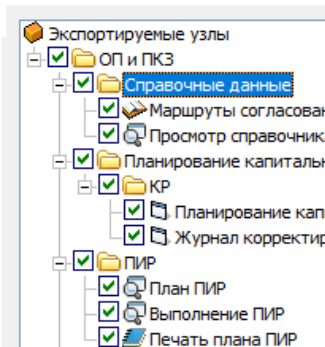 Экспортируемые узлы
ОП и ПКЗ
Справочные данные
Маршруты согласован
Просмотр справочник
Планирование капиталь
КР
Планирование кап
Журнал корректир
ПИР
План ПИР
Выполнение ПИР
Печать плана ПИР